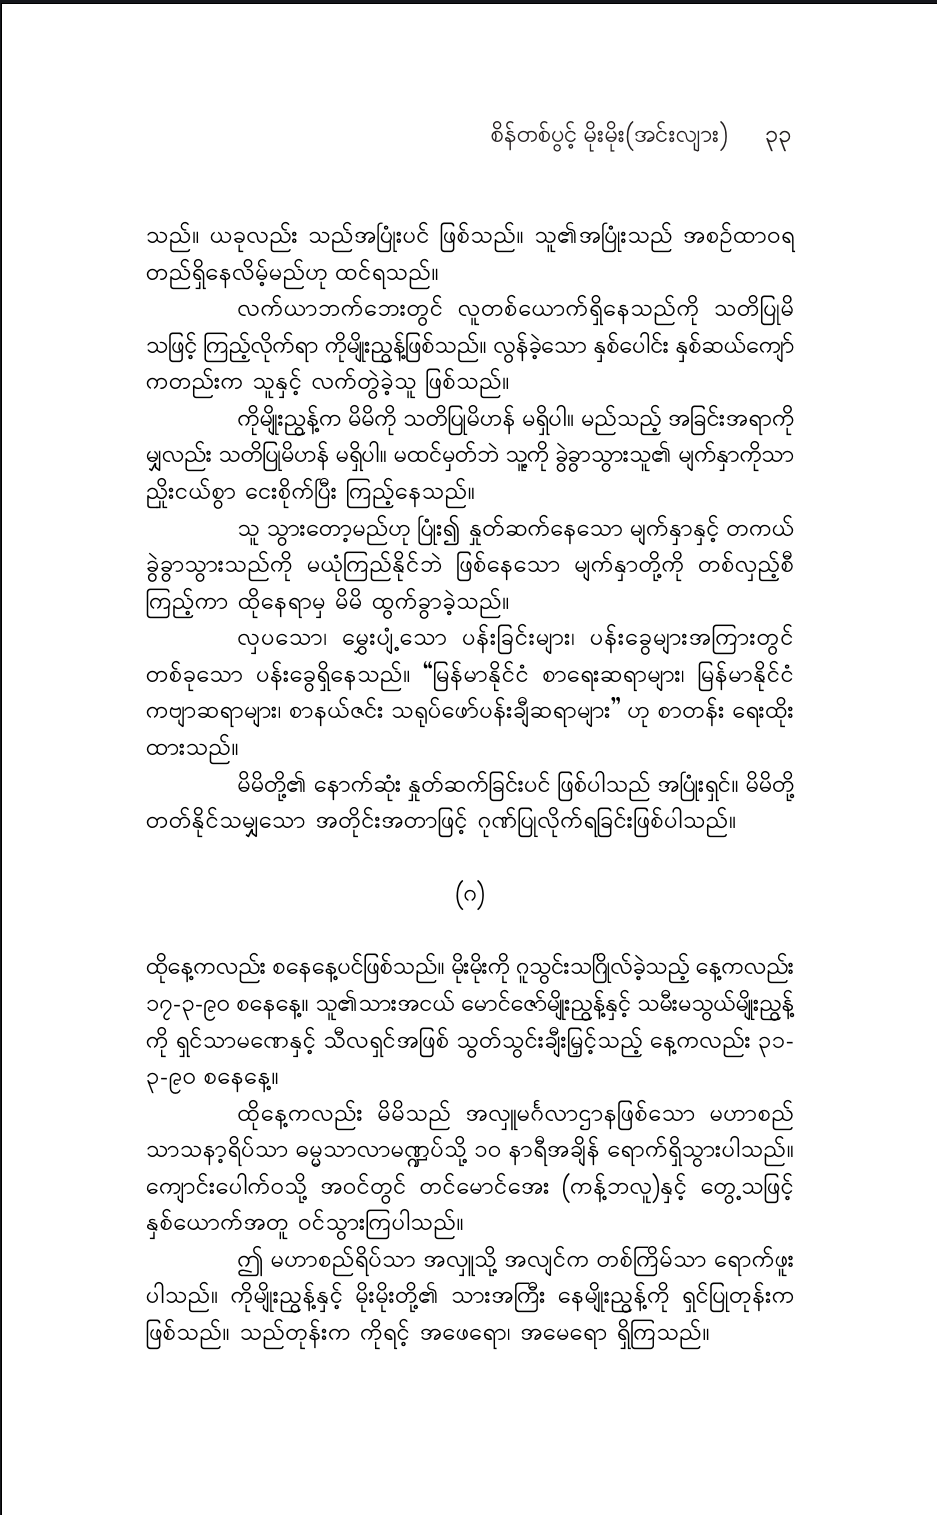 စိန်တစ်ပွင့် မိုးမိုး(အင်းလျား) ၃၃
သည်။ ယခုလည်း သည်အပြုံးပင် ဖြစ်သည်။ သူ၏အပြုံးသည် အစဉ်ထာဝရ
တည်ရှိနေလိမ့်မည်ဟု ထင်ရသည်။
လက်ယာဘက်ဘေးတွင် လူတစ်ယောက်ရှိနေသည်ကို သတိပြုမိ
သဖြင့် ကြည့်လိုက်ရာ ကိုမျိုးညွန့်ဖြစ်သည်။ လွန်ခဲ့သော နှစ်ပေါင်း နှစ်ဆယ်ကျော်
ကတည်းက သူနှင့် လက်တွဲခဲ့သူ ဖြစ်သည်။
ကိုမျိုးညွန့်က မိမိကို သတိပြုမိဟန် မရှိပါ။ မည်သည့် အခြင်းအရာကို
မျှလည်း သတိပြုမိဟန် မရှိပါ။ မထင်မှတ်ဘဲ သူ့ကို ခွဲခွာသွားသူ၏ မျက်နှာကိုသာ
ညှိုးငယ်စွာ ငေးစိုက်ပြီး ကြည့်နေသည်။
သူ သွားတော့မည်ဟု ပြုံး၍ နှုတ်ဆက်နေသော မျက်နှာနှင့် တကယ်
ခွဲခွာသွားသည်ကို မယုံကြည်နိုင်ဘဲ ဖြစ်နေသော မျက်နှာတို့ကို တစ်လှည့်စီ
ကြည့်ကာ ထိုနေရာမှ မိမိ ထွက်ခွာခဲ့သည်။
လှပသော၊ မွှေးပျံ့သော ပန်းခြင်းများ၊ ပန်းခွေများအကြားတွင်
တစ်ခုသော ပန်းခွေရှိနေသည်။ “မြန်မာနိုင်ငံ စာရေးဆရာများ၊ မြန်မာနိုင်ငံ
ကဗျာဆရာများ၊ စာနယ်ဇင်း သရုပ်ဖော်ပန်းချီဆရာများ” ဟု စာတန်း ရေးထိုး
ထားသည်။
မိမိတို့၏ နောက်ဆုံး နှုတ်ဆက်ခြင်းပင် ဖြစ်ပါသည် အပြုံးရှင်။ မိမိတို့
တတ်နိုင်သမျှသော အတိုင်းအတာဖြင့် ဂုဏ်ပြုလိုက်ရခြင်းဖြစ်ပါသည်။
(ဂ)
ထိုနေ့ကလည်း စနေနေ့ပင်ဖြစ်သည်။ မိုးမိုးကို ဂူသွင်းသင်္ဂြိုလ်ခဲ့သည့် နေ့ကလည်း
၁၇-၃-၉၀ စနေနေ့။ သူ၏သားအငယ် မောင်ဇော်မျိုးညွန့်နှင့် သမီးမသွယ်မျိုးညွန့်
ကို ရှင်သာမဏေနှင့် သီလရှင်အဖြစ် သွတ်သွင်းချီးမြှင့်သည့် နေ့ကလည်း ၃၁-
၃-၉၀ စနေနေ့။
ထိုနေ့ကလည်း မိမိသည် အလှူမင်္ဂလာဌာနဖြစ်သော မဟာစည်
သာသနာ့ရိပ်သာ ဓမ္မသာလာမဏ္ဍပ်သို့ ၁၀ နာရီအချိန် ရောက်ရှိသွားပါသည်။
ကျောင်းပေါက်ဝသို့ အဝင်တွင် တင်မောင်အေး (ကန့်ဘလူ)နှင့် တွေ့သဖြင့်
နှစ်ယောက်အတူ ဝင်သွားကြပါသည်။
ဤ မဟာစည်ရိပ်သာ အလှူသို့ အလျင်က တစ်ကြိမ်သာ ရောက်ဖူး
ပါသည်။ ကိုမျိုးညွန့်နှင့် မိုးမိုးတို့၏ သားအကြီး နေမျိုးညွန့်ကို ရှင်ပြုတုန်းက
ဖြစ်သည်။ သည်တုန်းက ကိုရင့် အဖေရော၊ အမေရော ရှိကြသည်။